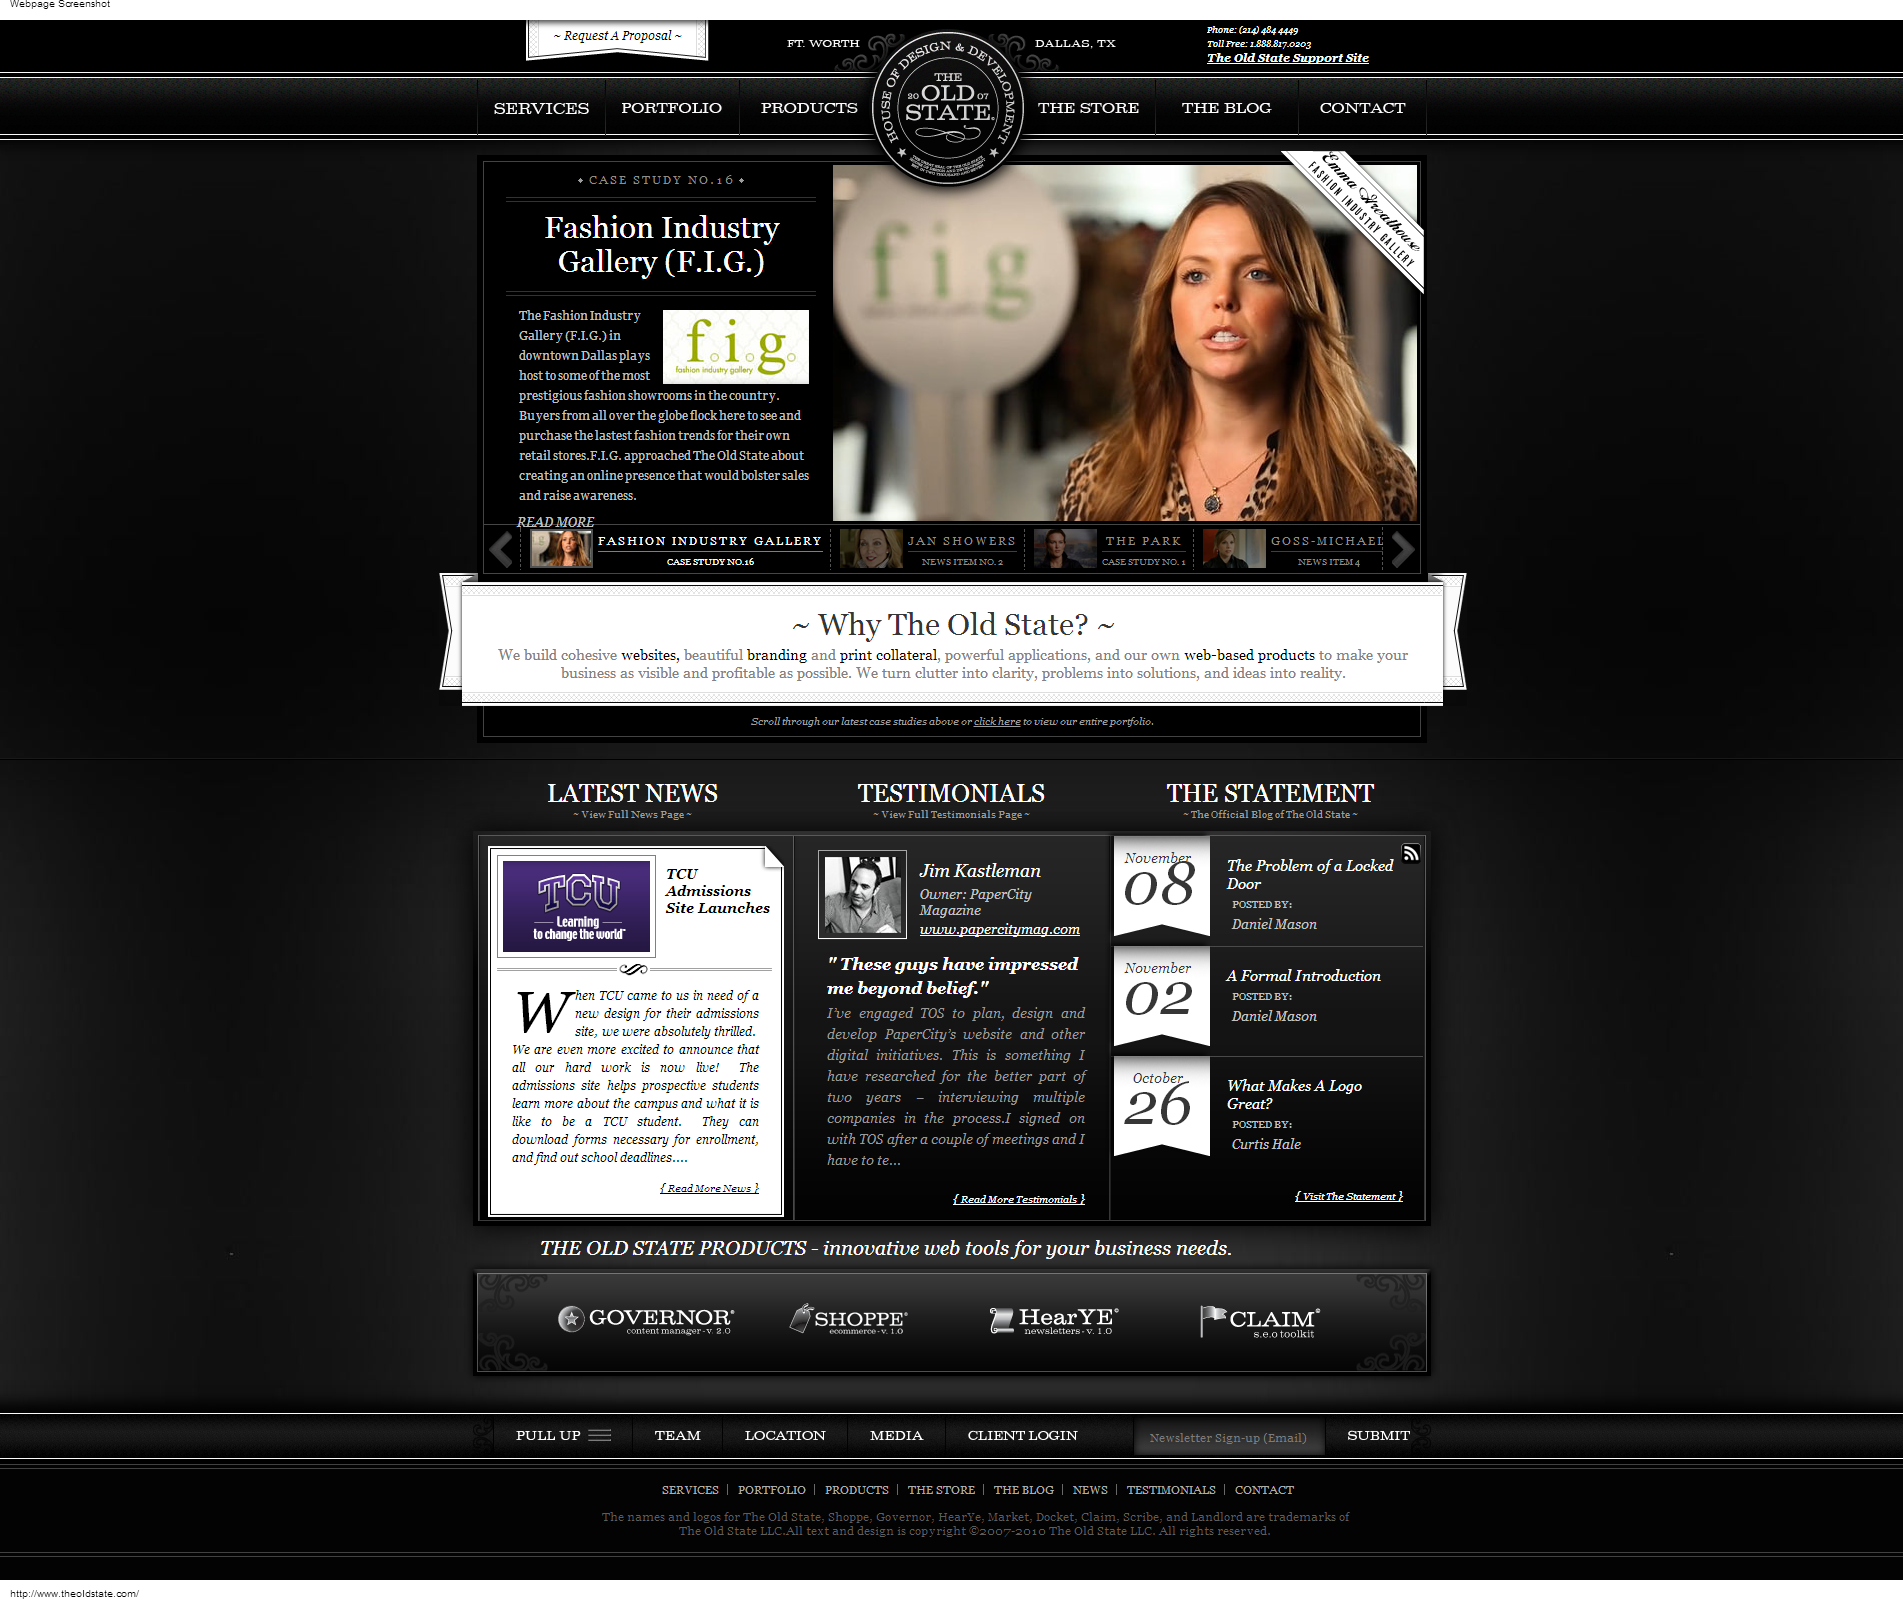 Webpage Screenshot
~ Request A Proposal ~
FT. WORTH
DALLAS, TX
Phone: (214) 484 4449
Toll Free: 1.888.817.0203
The Old State Support Site
SERVICES
PORTFOLIO
PRODUCTS
HOUSE OF DESIGN & DEVELOPMENT
THE
20 OLD 07
STATE
THE STORE
THE BLOG
CONTACT
CASE STUDY NO.16
Fashion Industry
Gallery (F.I.G.)
The Fashion Industry
Gallery (F.I.G.) in
downtown Dallas plays
host to some of the most
prestigious fashion showrooms in the country.
Buyers from all over the globe flock here to see and
purchase the lastest fashion trends for their own
retail stores.F.I.G. approached The Old State about
creating an online presence that would bolster sales
and raise awareness.
READ MORE
f.i.g.
fashion industry gallery
fig
Emma Greathouse
FASHION INDUSTRY GALLERY
FASHION INDUSTRY GALLERY
CASE STUDY NO.16
JAN SHOWERS
NEWS ITEM NO. 2
THE PARK
CASE STUDY NO. 1
GOSS-MICHAEL
NEWS ITEM 4
~ Why The Old State? ~
We build cohesive websites, beautiful branding and print collateral, powerful applications, and our own web-based products to make your
business as visible and profitable as possible. We turn clutter into clarity, problems into solutions, and ideas into reality.
Scroll through our latest case studies above or click here to view our entire portfolio.
LATEST NEWS
~ View Full News Page ~
TESTIMONIALS
~ View Full Testimonials Page ~
THE STATEMENT
~ The Official Blog of The Old State ~
TCU
Learning
to change the world
TCU
Admissions
Site Launches
When TCU came to us in need of a
new design for their admissions
site, we were absolutely thrilled.
We are even more excited to announce that
all our hard work is now live! The
admissions site helps prospective students
learn more about the campus and what it is
like to be a TCU student. They can
download forms necessary for enrollment,
and find out school deadlines....
{ Read More News }
Jim Kastleman
Owner: PaperCity
Magazine
www.papercitymag.com
" These guys have impressed
me beyond belief."
I've engaged TOS to plan, design and
develop PaperCity's website and other
digital initiatives. This is something I
have researched for the better part of
two years – interviewing multiple
companies in the process.I signed on
with TOS after a couple of meetings and I
have to te...
{ Read More Testimonials }
November
08
The Problem of a Locked
Door
POSTED BY:
Daniel Mason
November
02
A Formal Introduction
POSTED BY:
Daniel Mason
October
26
What Makes A Logo
Great?
POSTED BY:
Curtis Hale
{ Visit The Statement }
THE OLD STATE PRODUCTS - innovative web tools for your business needs.
GOVERNOR®
content manager - v. 2.0
SHOPPE®
ecommerce - v. 1.0
HearYE®
newsletters - v. 1.0
CLAIM®
s.e.o toolkit
PULL UP
TEAM
LOCATION
MEDIA
CLIENT LOGIN
Newsletter Sign-up (Email)
SUBMIT
SERVICES | PORTFOLIO | PRODUCTS | THE STORE | THE BLOG | NEWS | TESTIMONIALS | CONTACT
The names and logos for The Old State, Shoppe, Governor, HearYe, Market, Docket, Claim, Scribe, and Landlord are trademarks of
The Old State LLC.All text and design is copyright ©2007-2010 The Old State LLC. All rights reserved.
http://www.theoldstate.com/